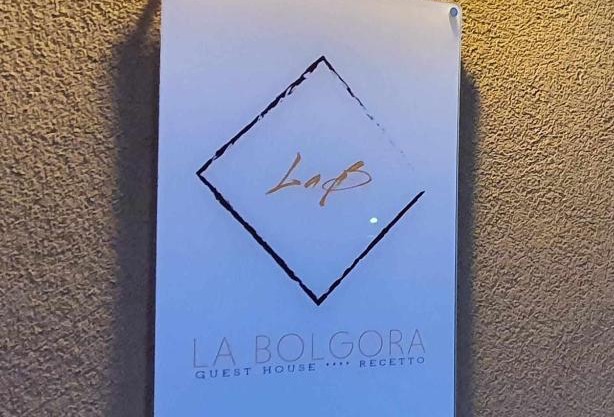 LaB
LA BOLGORA
GUEST HOUSE •••• RECETTO